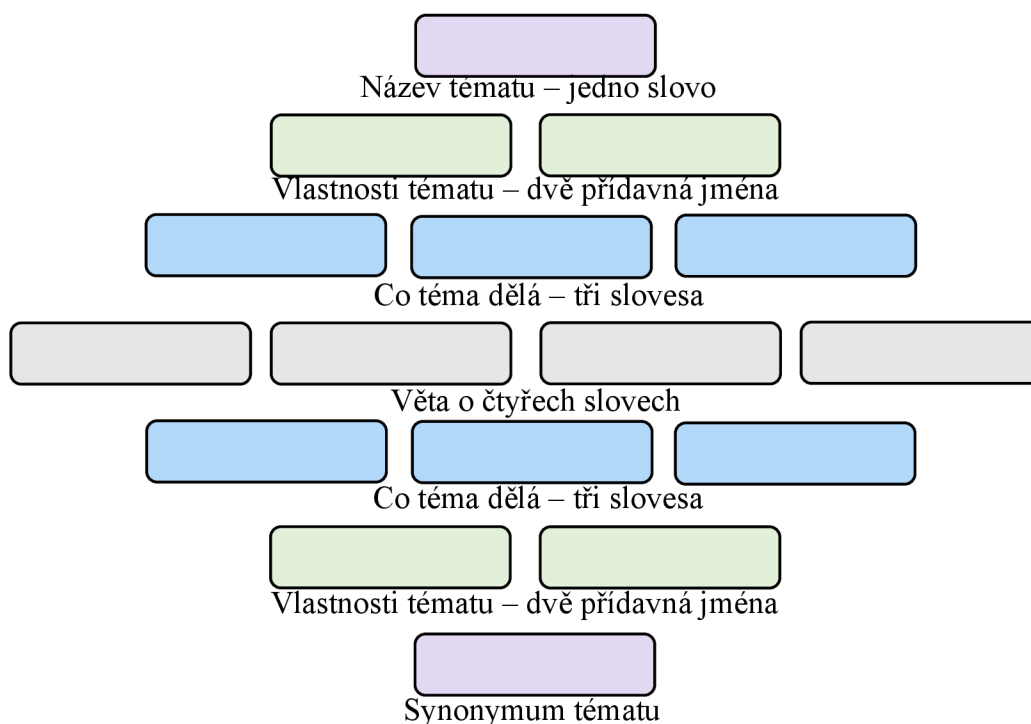 Název tématu – jedno slovo
Vlastnosti tématu – dvě přídavná jména
Co téma dělá – tři slovesa
Věta o čtyřech slovech
Co téma dělá – tři slovesa
Vlastnosti tématu – dvě přídavná jména
Synonymum tématu